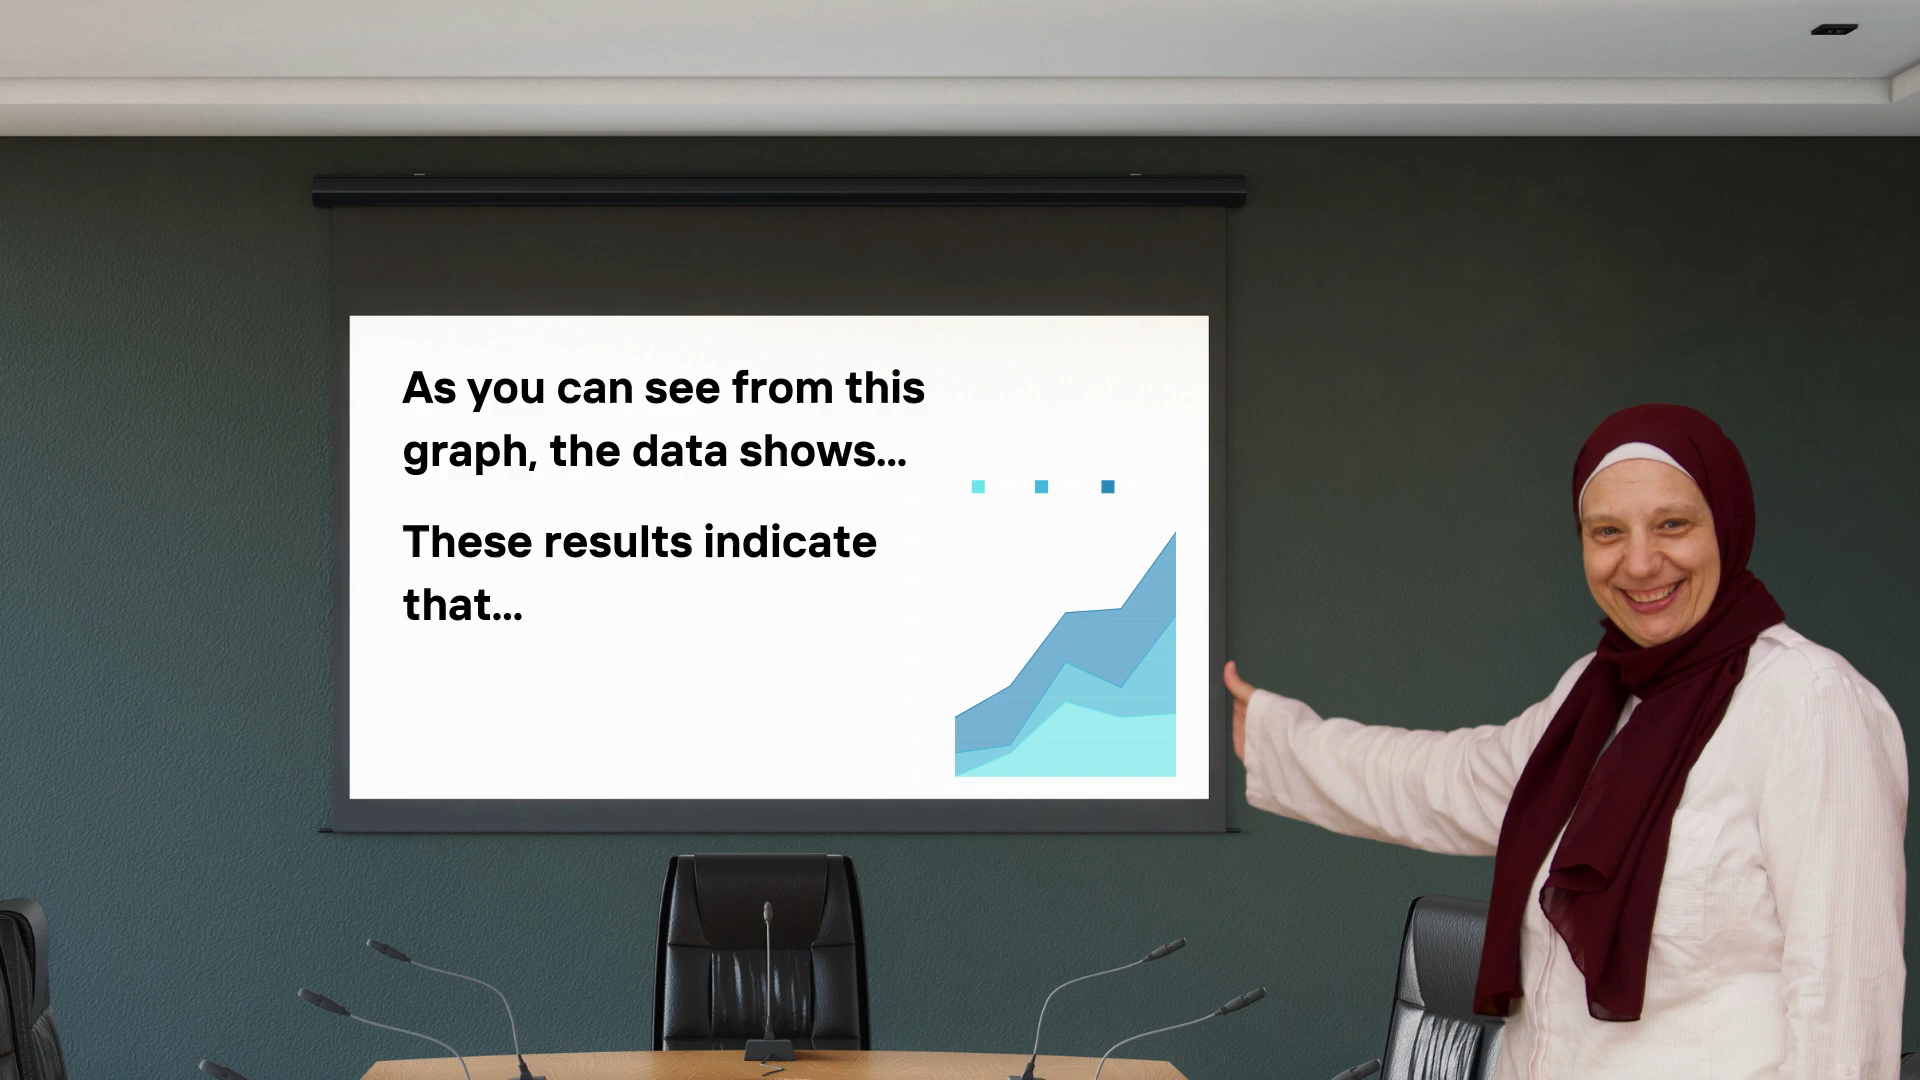 As you can see from this
graph, the data shows...
These results indicate
that...